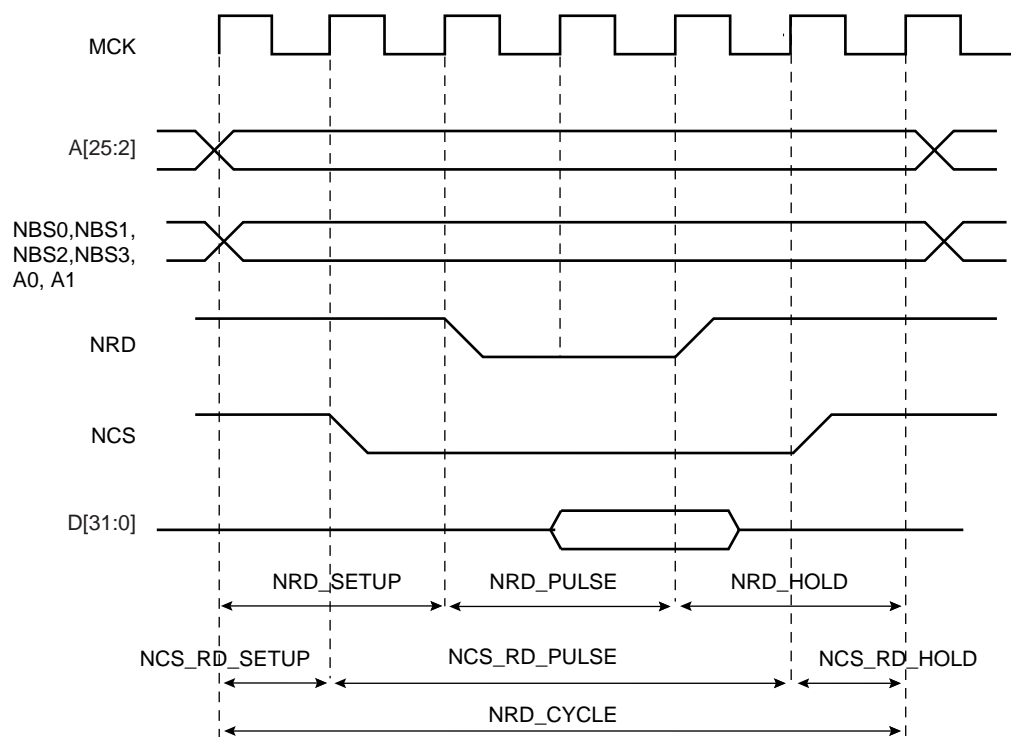 MCK
A[25:2]
NBS0,NBS1,
NBS2,NBS3,
A0, A1
NRD
NCS
D[31:0]
NRD_SETUP NRD_PULSE NRD_HOLD
NCS_RD_SETUP NCS_RD_PULSE NCS_RD_HOLD
NRD_CYCLE